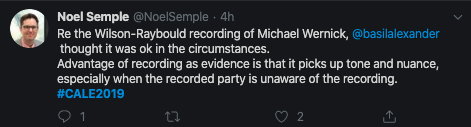 Noel Semple @NoelSemple · 4h
Re the Wilson-Raybould recording of Michael Wernick, @basilalexander
thought it was ok in the circumstances.
Advantage of recording as evidence is that it picks up tone and nuance,
especially when the recorded party is unaware of the recording.
#CALE2019
1 2